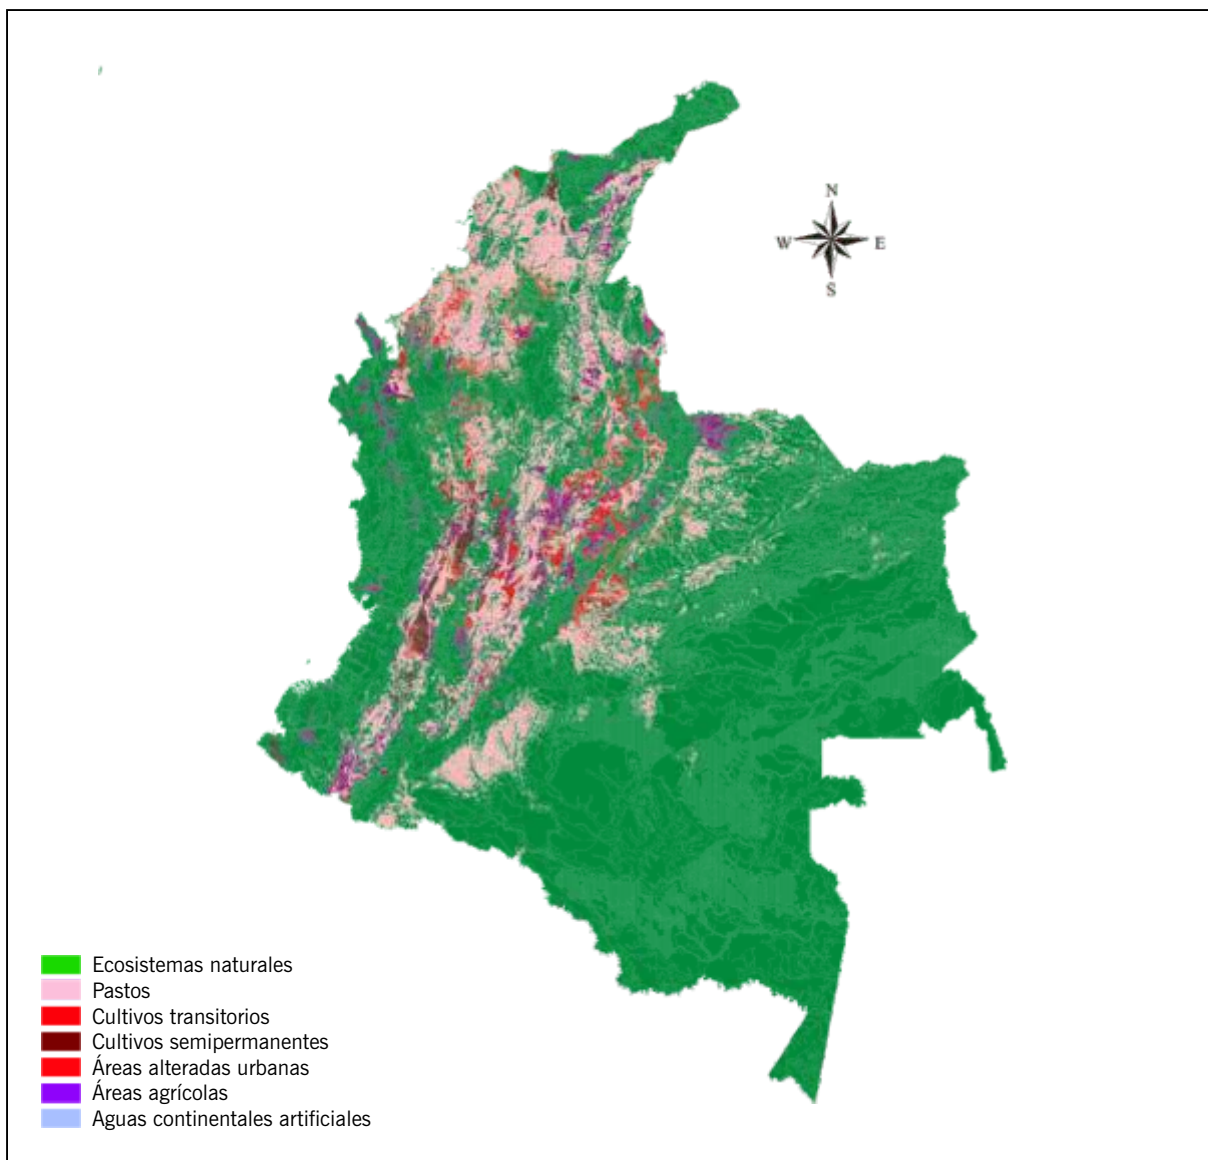 N
W E
S
Ecosistemas naturales
Pastos
Cultivos transitorios
Cultivos semipermanentes
Áreas alteradas urbanas
Áreas agrícolas
Aguas continentales artificiales